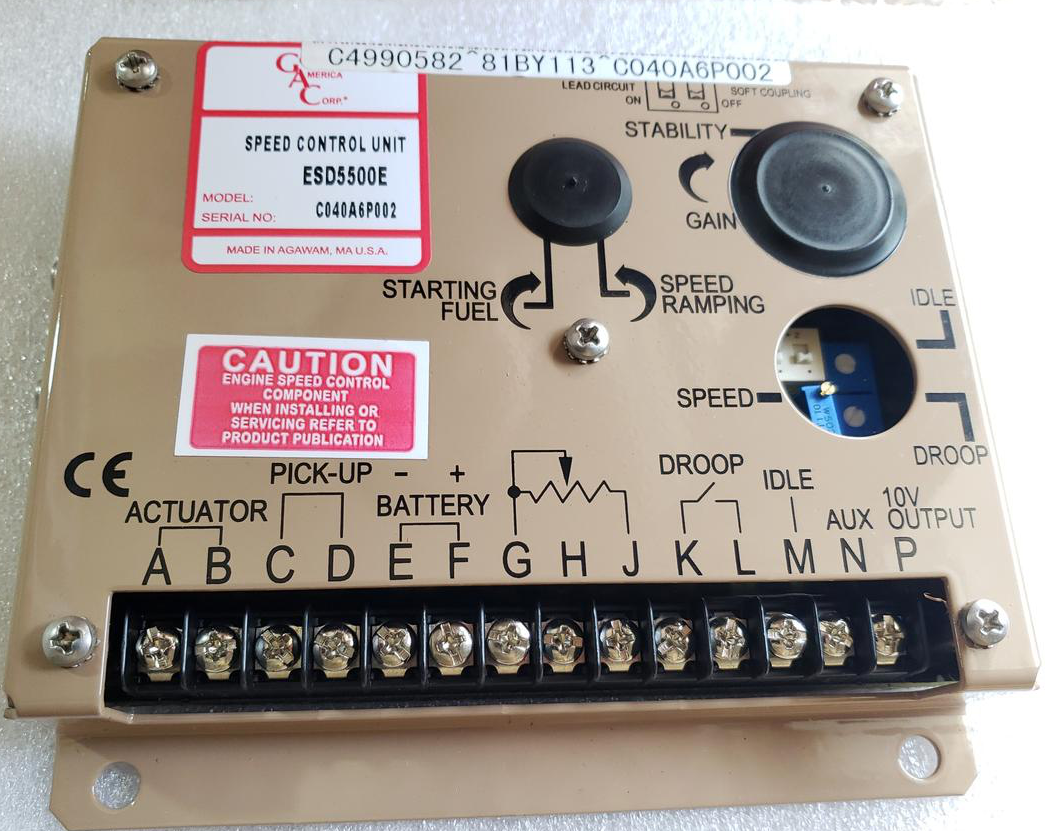 C4990582^81BY113^C040A6P002
GAC
AMERICA
CORP.®
SPEED CONTROL UNIT
ESD5500E
MODEL:
SERIAL NO: C040A6P002
MADE IN AGAWAM, MA U.S.A.
LEAD CIRCUIT
SOFT COUPLING
ON
OFF
STABILITY
GAIN
STARTING
FUEL
SPEED
RAMPING
IDLE
SPEED
DROOP
CAUTION
ENGINE SPEED CONTROL
COMPONENT
WHEN INSTALLING OR
SERVICING REFER TO
PRODUCT PUBLICATION
CE
ACTUATOR
PICK-UP
- +
BATTERY
DROOP
IDLE
AUX
10V
OUTPUT
A B C D E F G H J K L M N P